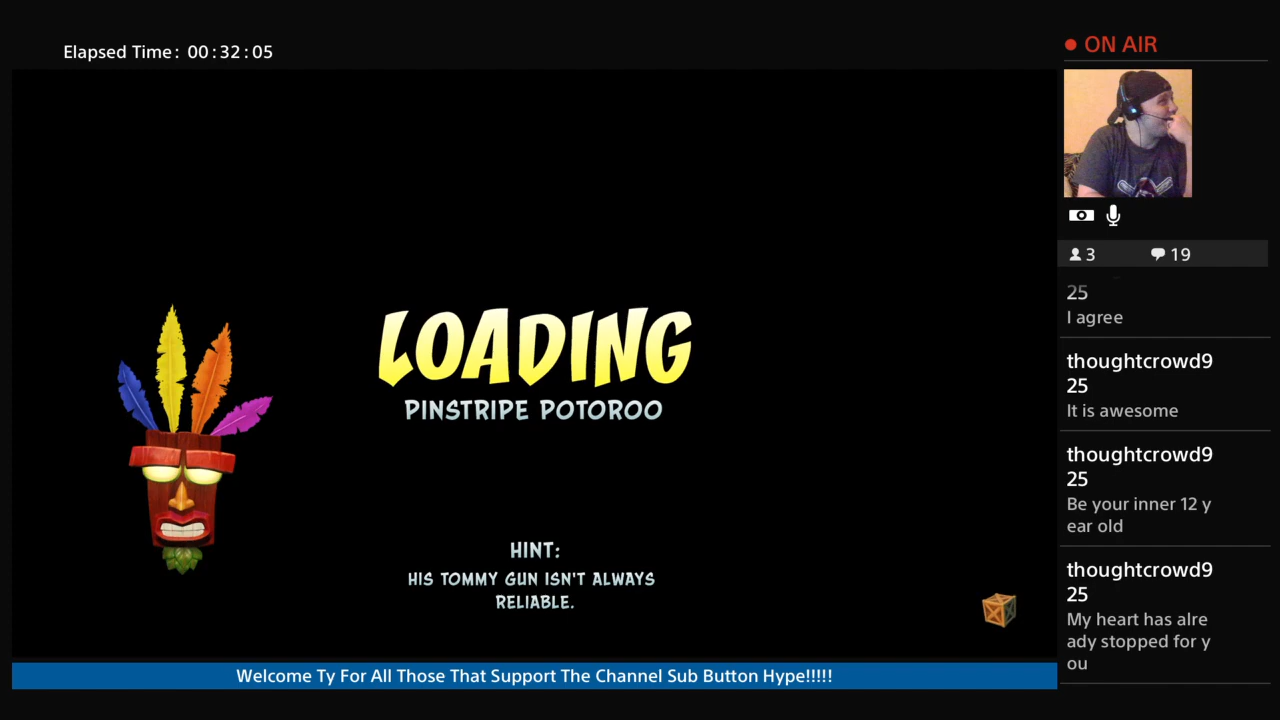 Elapsed Time: 00:32:05
ON AIR
3
19
25
I agree
thoughtcrowd9
25
It is awesome
thoughtcrowd9
25
Be your inner 12 y
ear old
thoughtcrowd9
25
My heart has alre
ady stopped for y
ou
LOADING
PINSTRIPE POTOROO
HINT:
HIS TOMMY GUN ISN'T ALWAYS
RELIABLE.
Welcome Ty For All Those That Support The Channel Sub Button Hype!!!!!